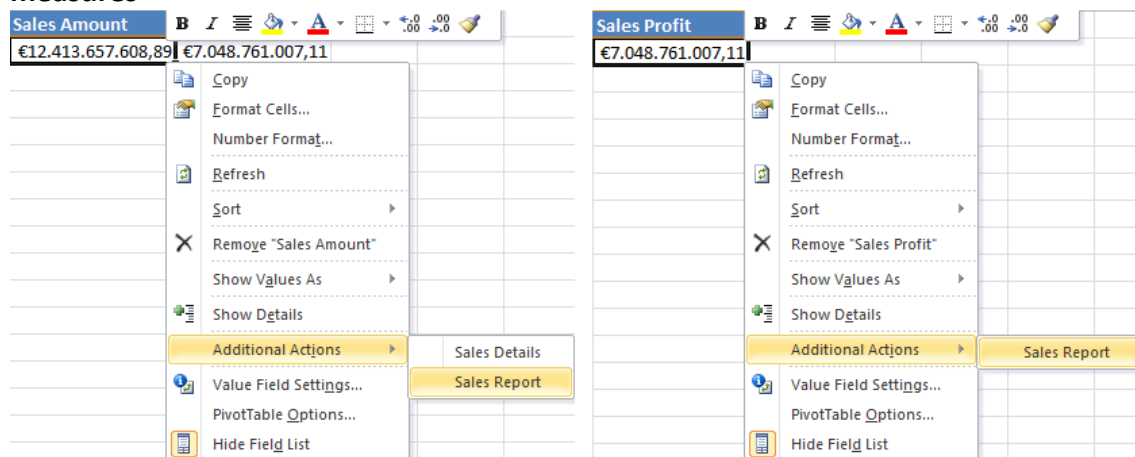 Measures
Sales Amount
B I A
€12.413.657.608,89 €7.048.761.007,11
Copy
Format Cells...
Number Format...
Refresh
Sort
Remove "Sales Amount"
Show Values As
Show Details
Additional Actions
Sales Details
Sales Report
Value Field Settings...
PivotTable Options...
Hide Field List
Sales Profit
B I A
€7.048.761.007,11
Copy
Format Cells...
Number Format...
Refresh
Sort
Remove "Sales Profit"
Show Values As
Show Details
Additional Actions
Sales Report
Value Field Settings...
PivotTable Options...
Hide Field List